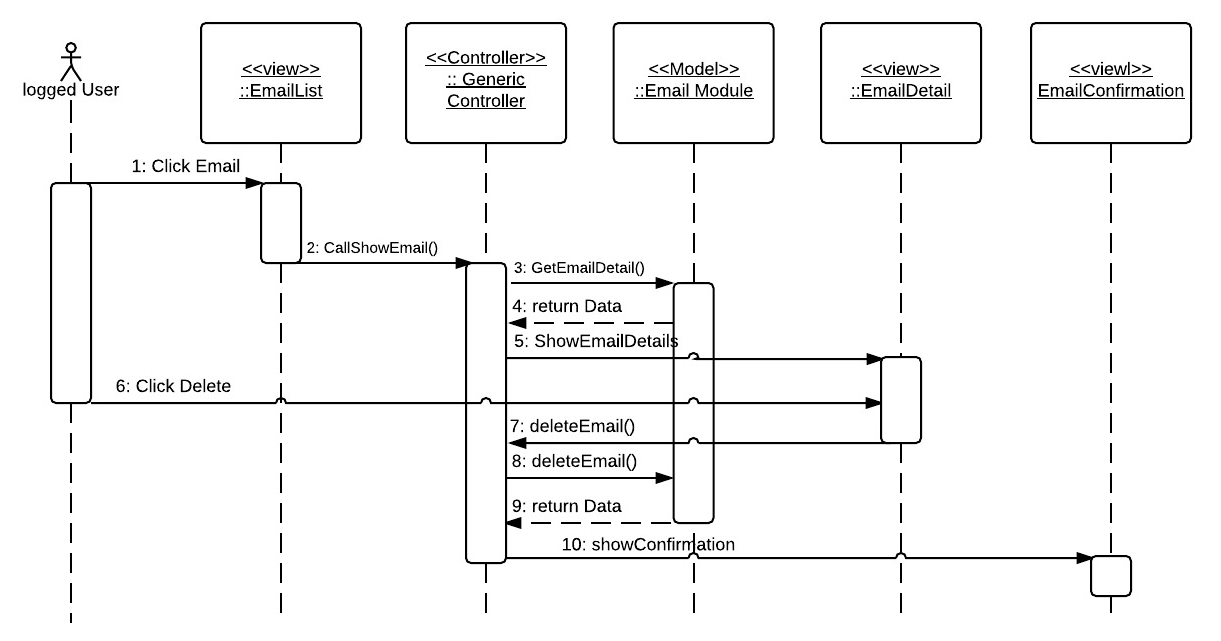 logged User
<<view>>
::EmailList
<<Controller>>
:: Generic
Controller
<<Model>>
::Email Module
<<view>>
::EmailDetail
<<viewl>>
EmailConfirmation
1: Click Email
2: CallShowEmail()
3: GetEmailDetail()
4: return Data
5: ShowEmailDetails
6: Click Delete
7: deleteEmail()
8: deleteEmail()
9: return Data
10: showConfirmation